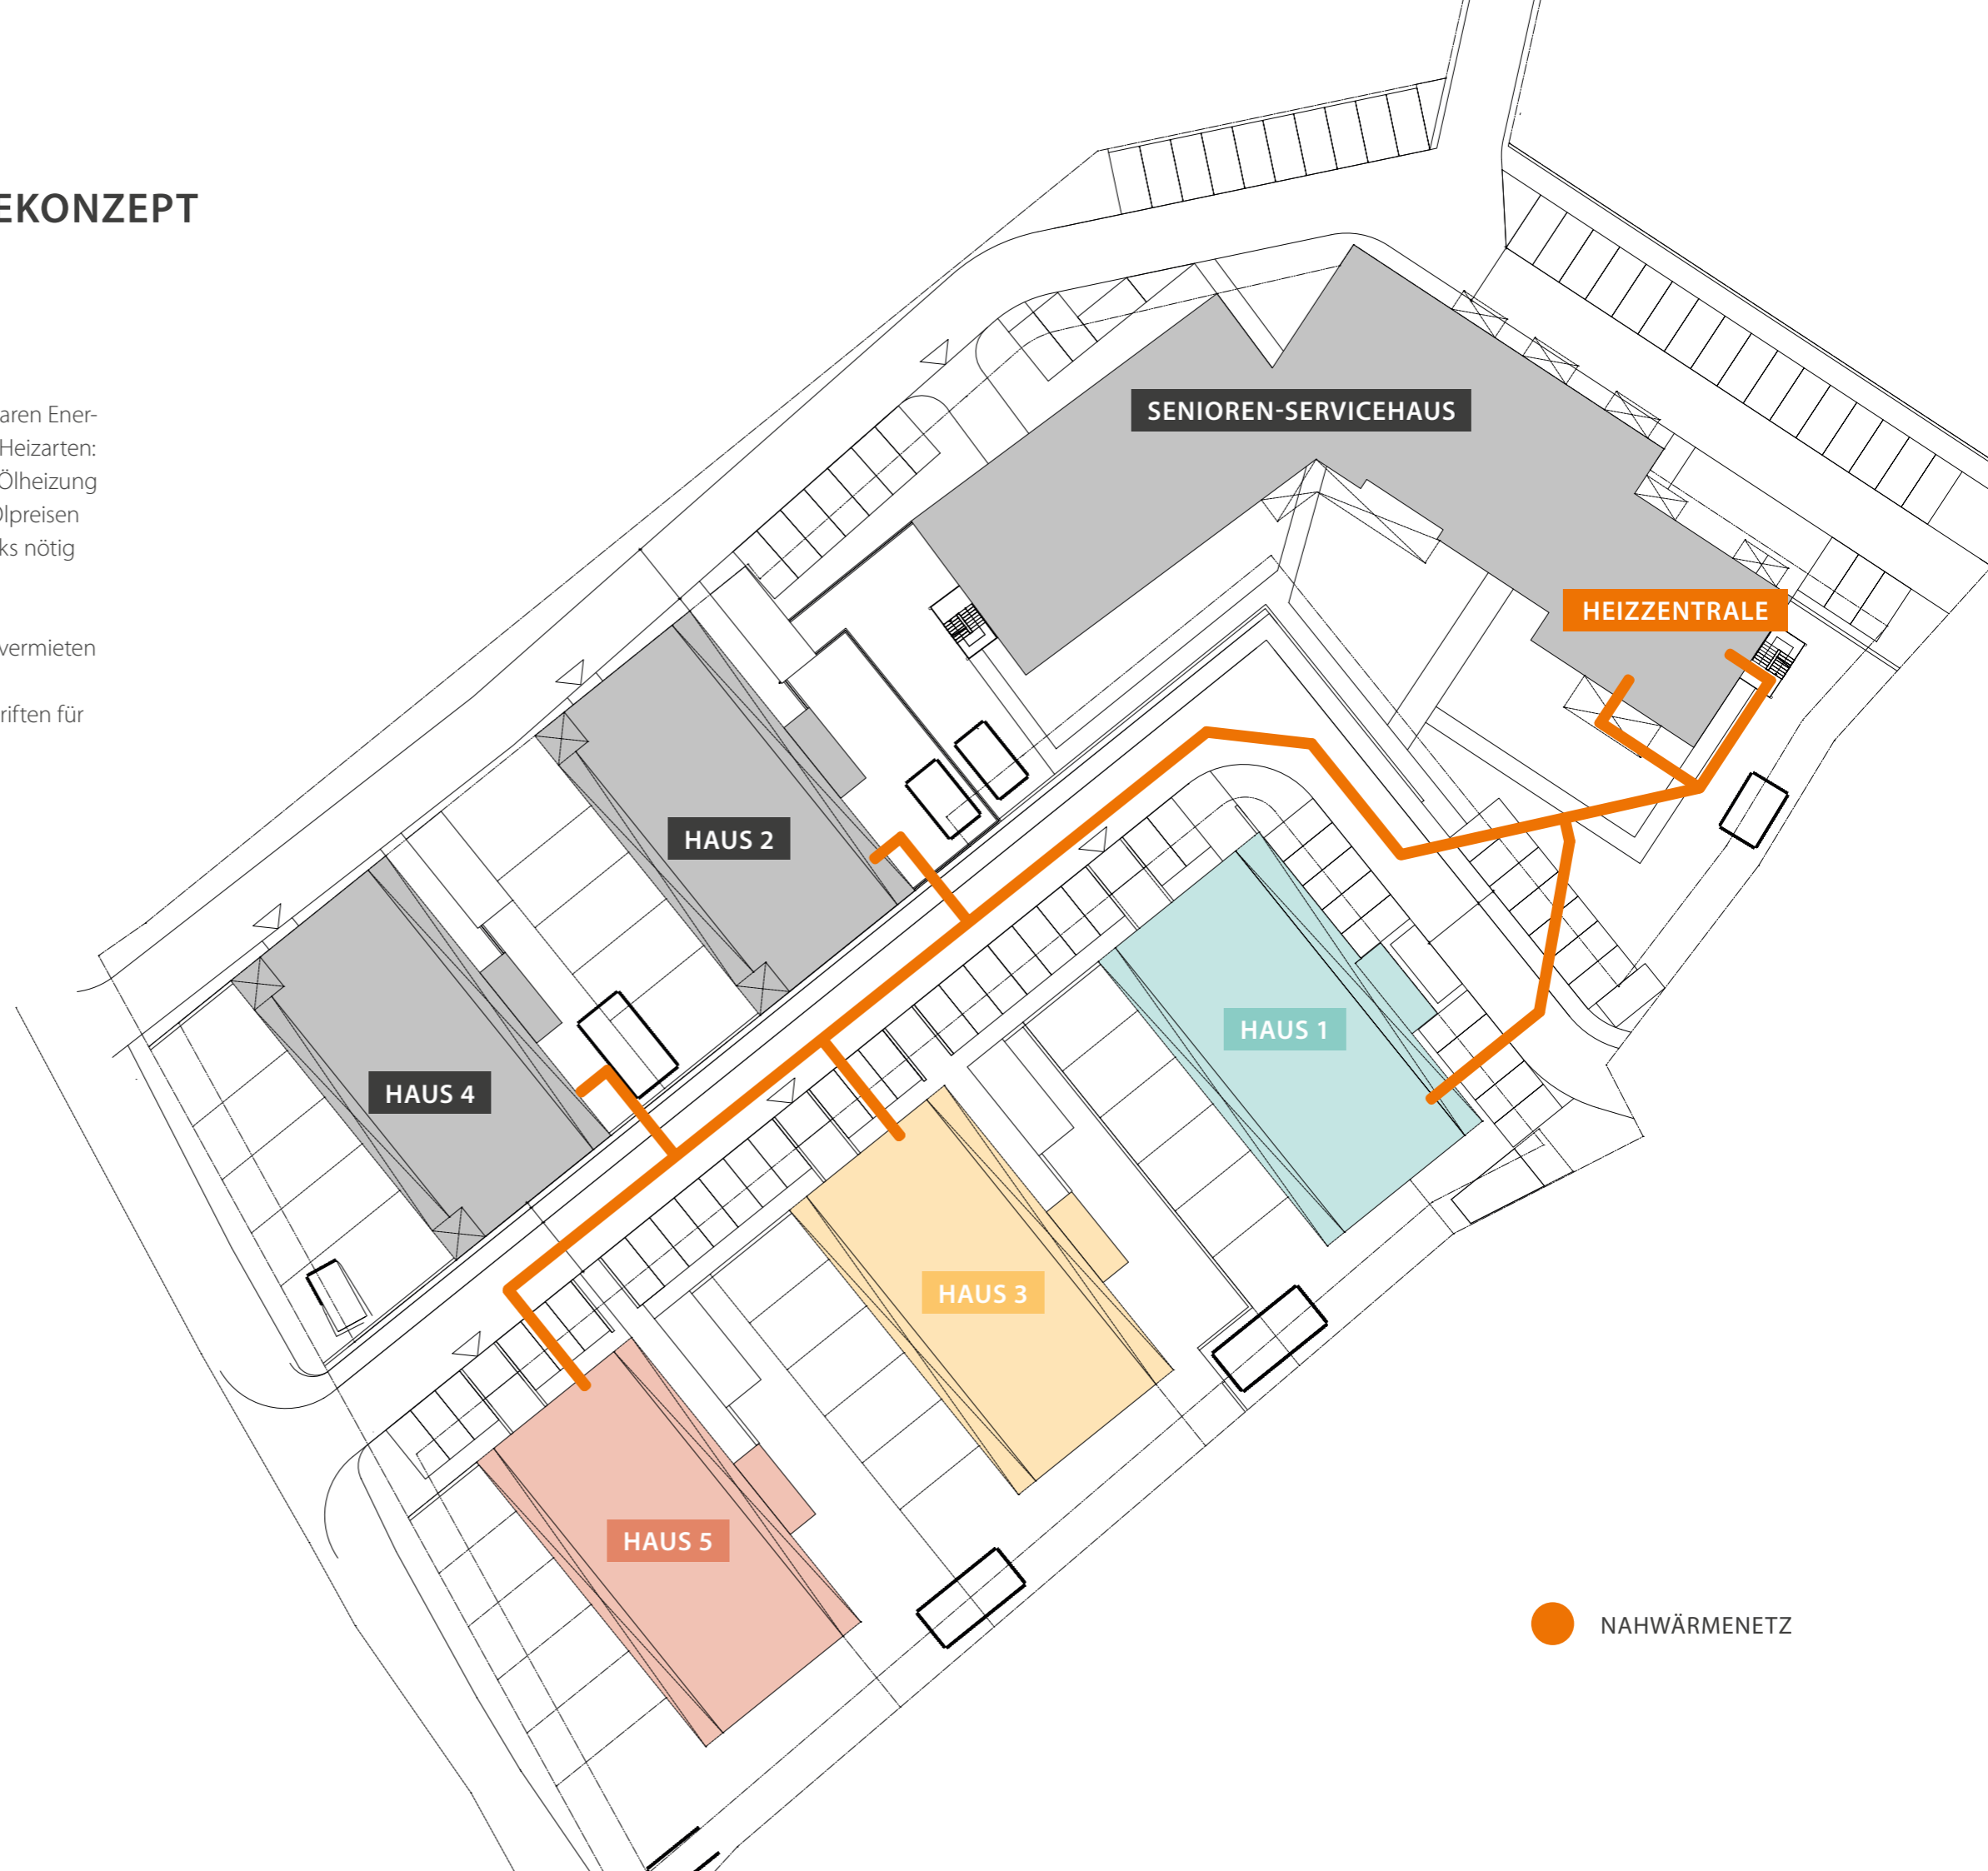 EKONZEPT
aren Ener-
Heizarten:
Ölheizung
Ölpreisen
ks nötig
vermieten
riften für
SENIOREN-SERVICEHAUS
HEIZZENTRALE
HAUS 2
HAUS 1
HAUS 4
HAUS 3
HAUS 5
NAHWÄRMENETZ